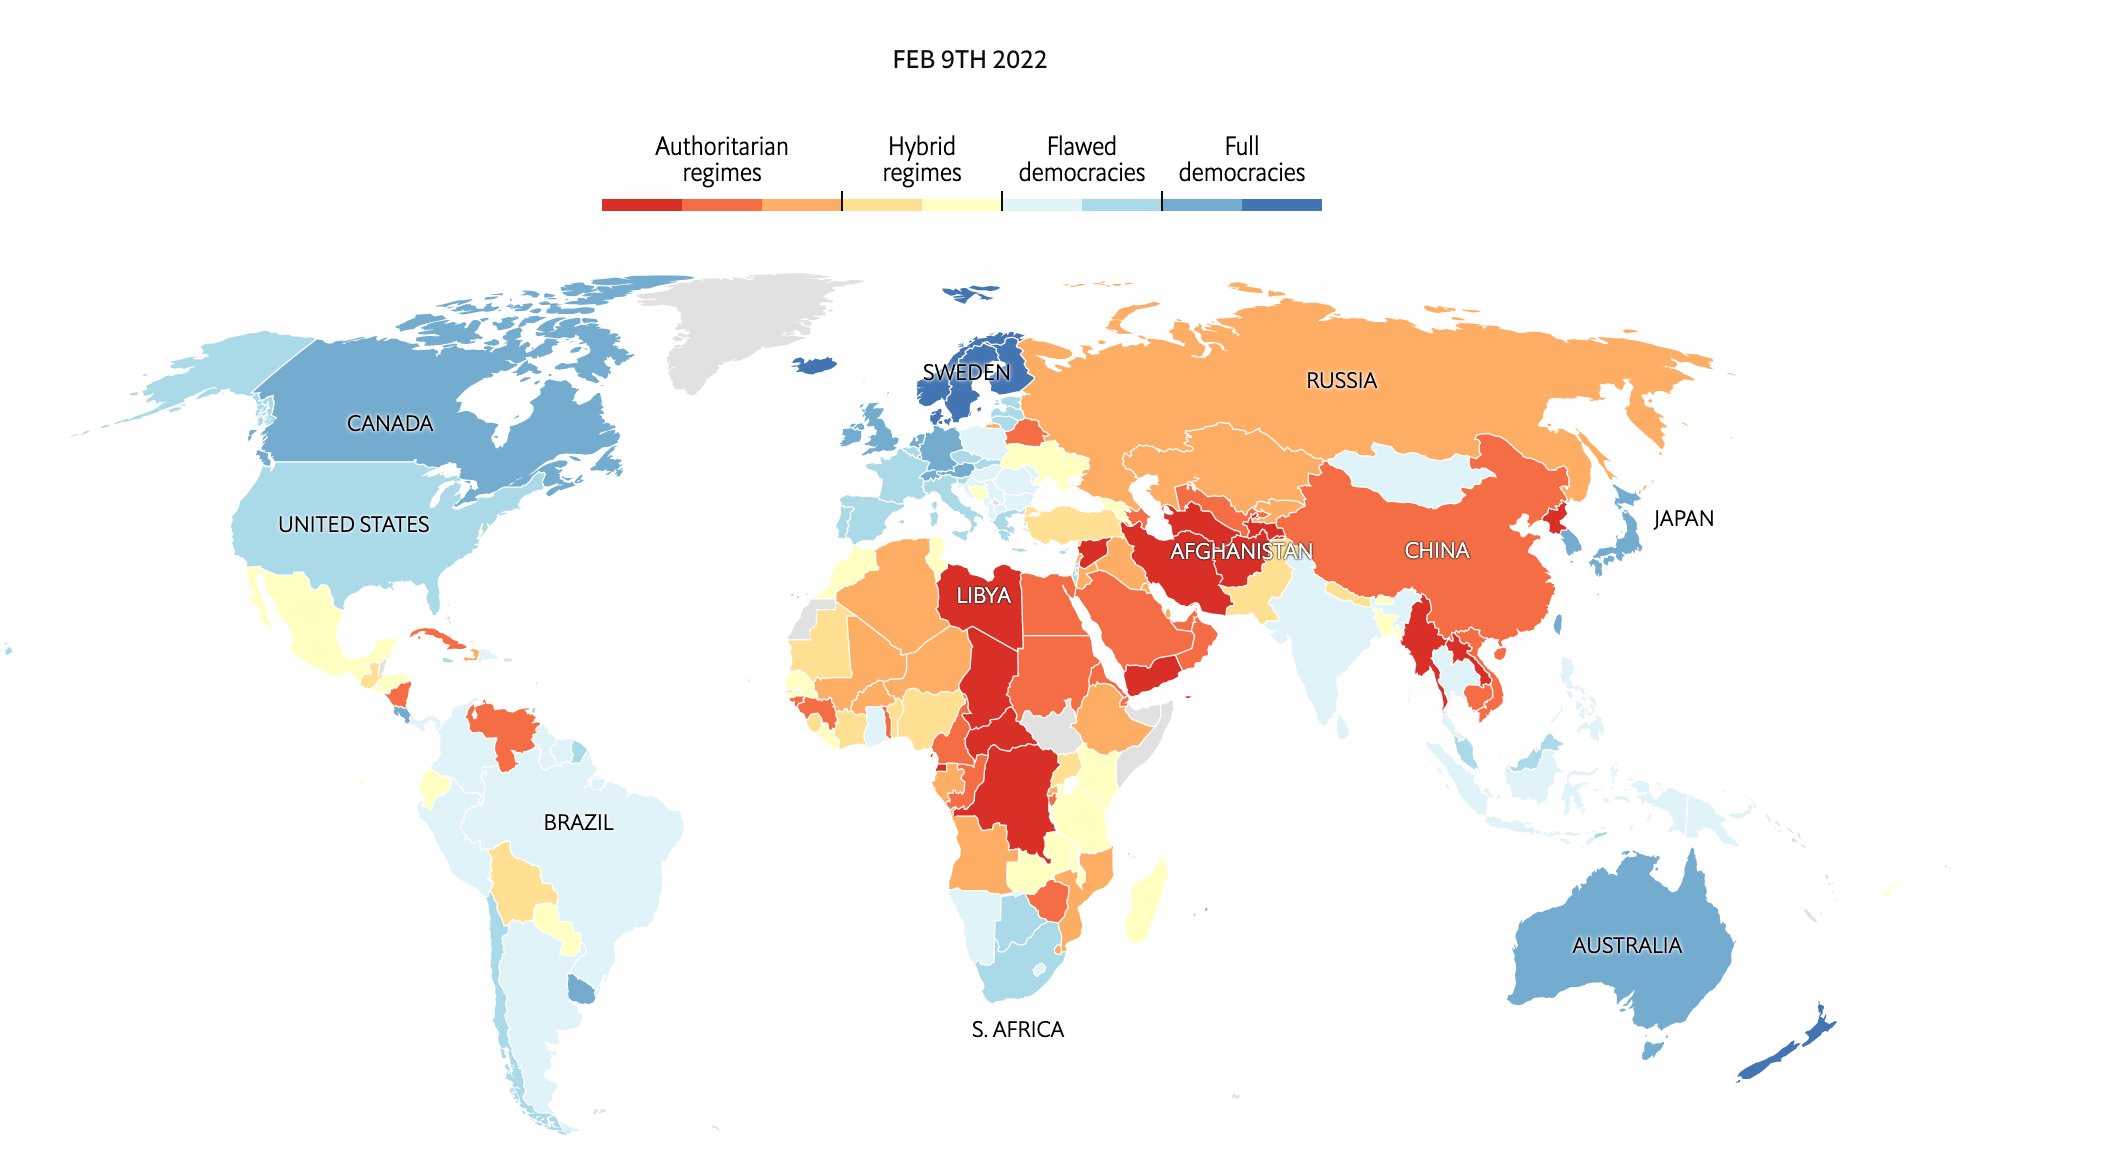 FEB 9TH 2022
Authoritarian
regimes
Hybrid
regimes
Flawed
democracies
Full
democracies
SWEDEN
RUSSIA
CANADA
UNITED STATES
JAPAN
AFGHANISTAN
CHINA
LIBYA
BRAZIL
AUSTRALIA
S. AFRICA